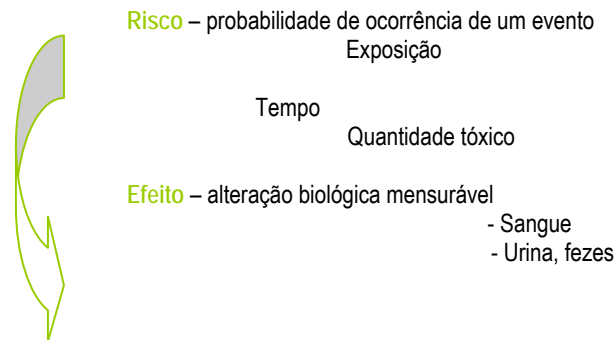 Risco – probabilidade de ocorrência de um evento
Exposição
Tempo
Quantidade tóxico
Efeito – alteração biológica mensurável
- Sangue
- Urina, fezes